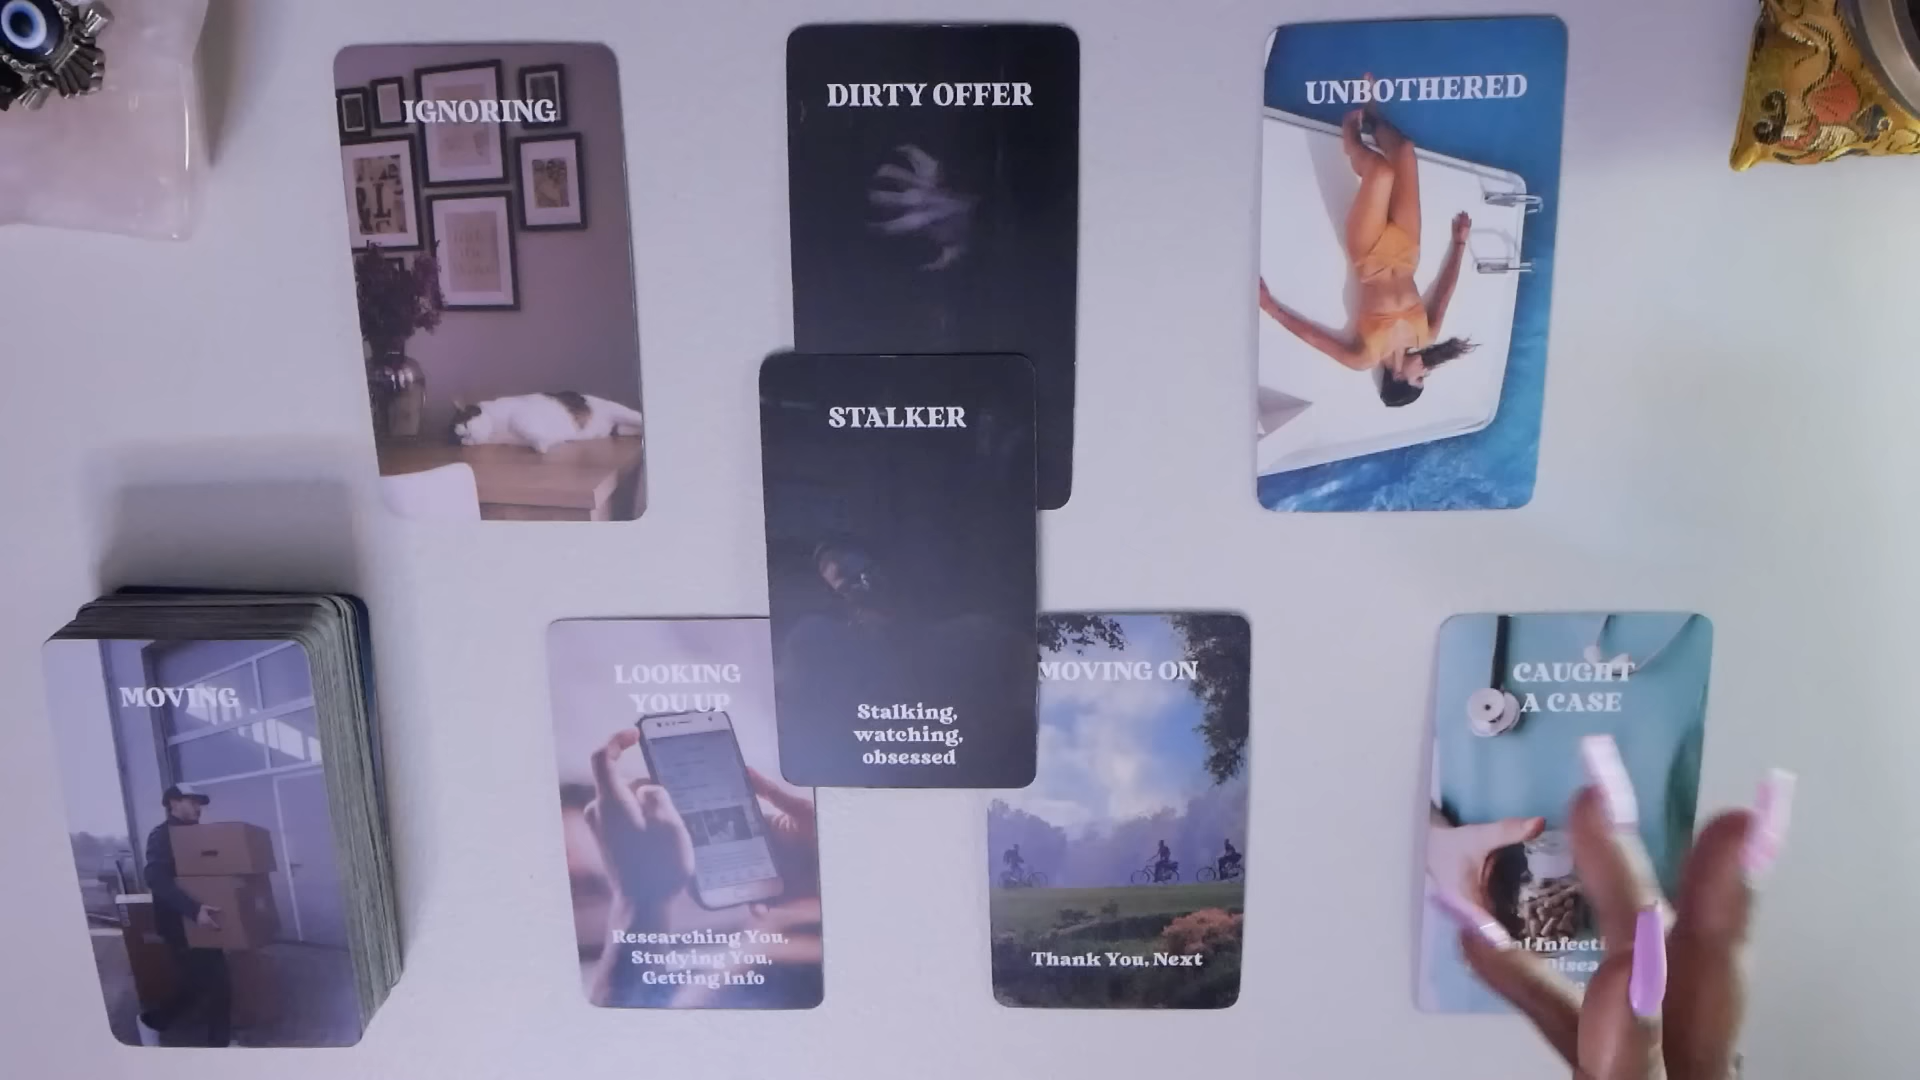 IGNORING
DIRTY OFFER
UNBOTHERED
STALKER
Stalking,
watching,
obsessed
MOVING
LOOKING
YOU UP
Researching You,
Studying You,
Getting Info
MOVING ON
Thank You, Next
CAUGHT
A CASE